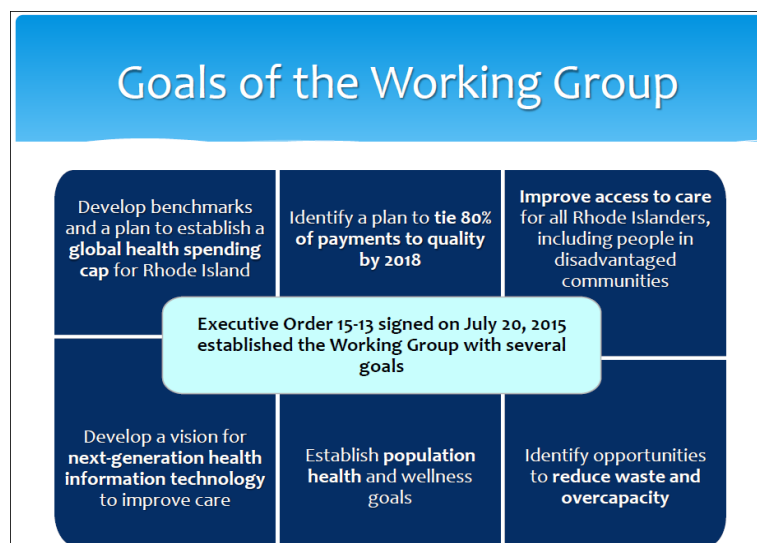 Goals of the Working Group
Develop benchmarks
and a plan to establish a
global health spending
cap for Rhode Island
Identify a plan to tie 80%
of payments to quality
by 2018
Improve access to care
for all Rhode Islanders,
including people in
disadvantaged
communities
Executive Order 15-13 signed on July 20, 2015
established the Working Group with several
goals
Develop a vision for
next-generation health
information technology
to improve care
Establish population
health and wellness
goals
Identify opportunities
to reduce waste and
overcapacity